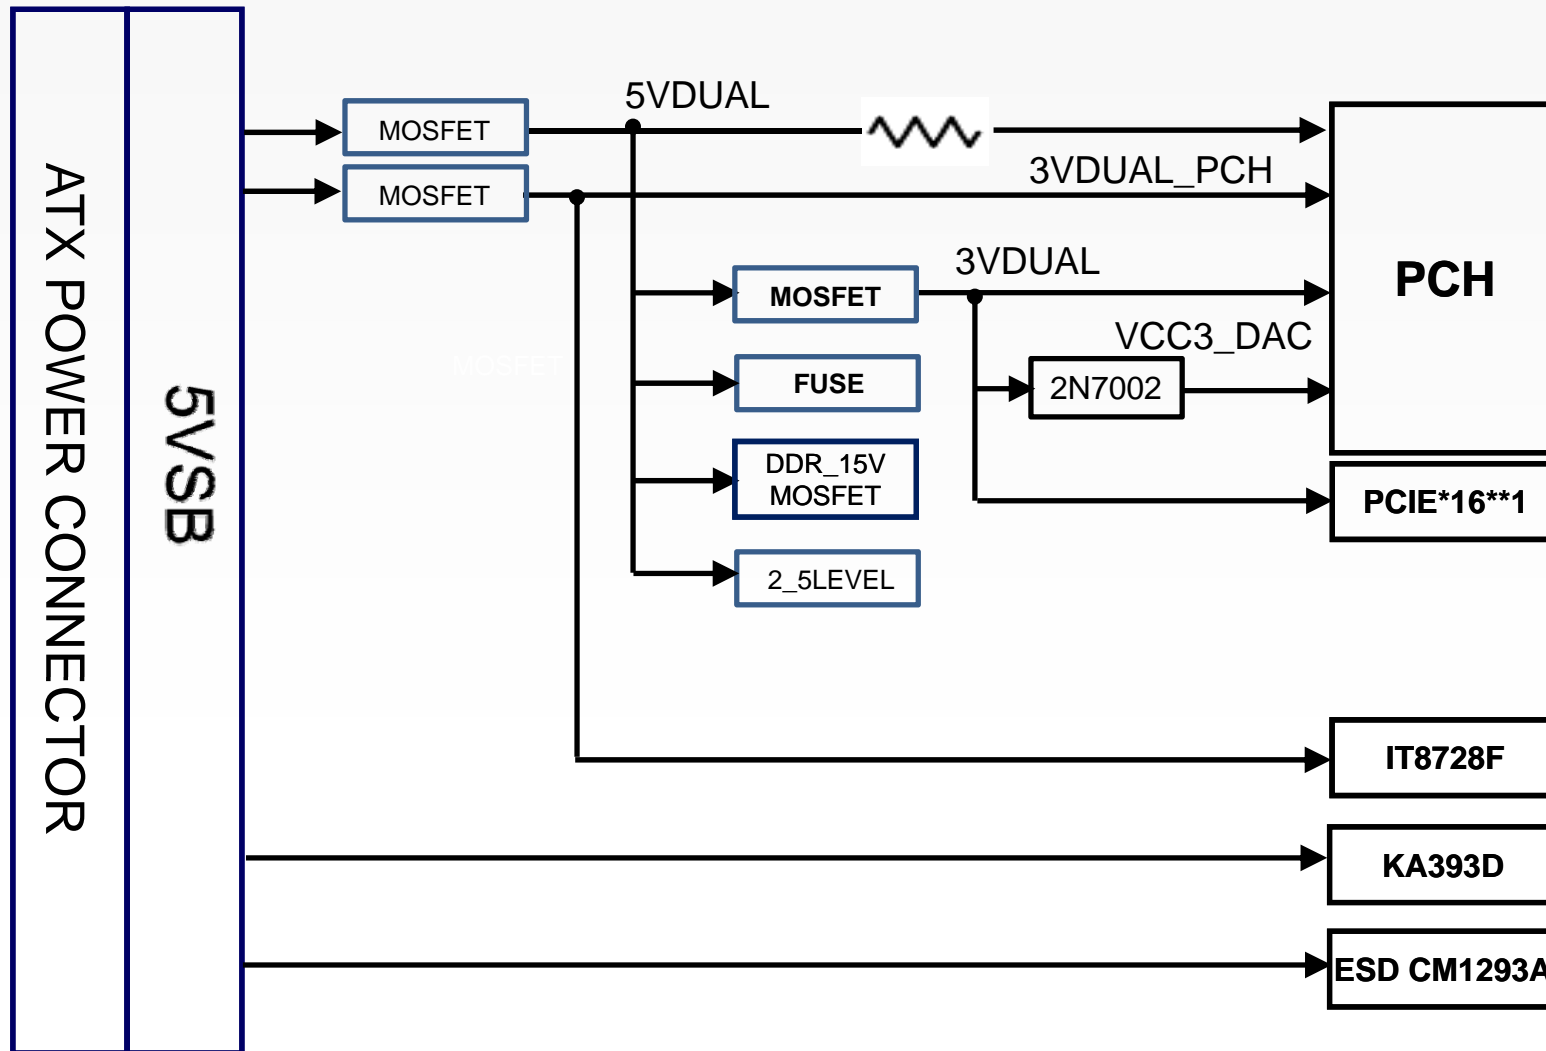 ATX POWER CONNECTOR
5VSB
5VDUAL
MOSFET
3VDUAL_PCH
MOSFET
3VDUAL
MOSFET
PCH
VCC3_DAC
MOSFET
FUSE
2N7002
DDR_15V
MOSFET
PCIE*16**1
2_5LEVEL
IT8728F
KA393D
ESD CM1293A